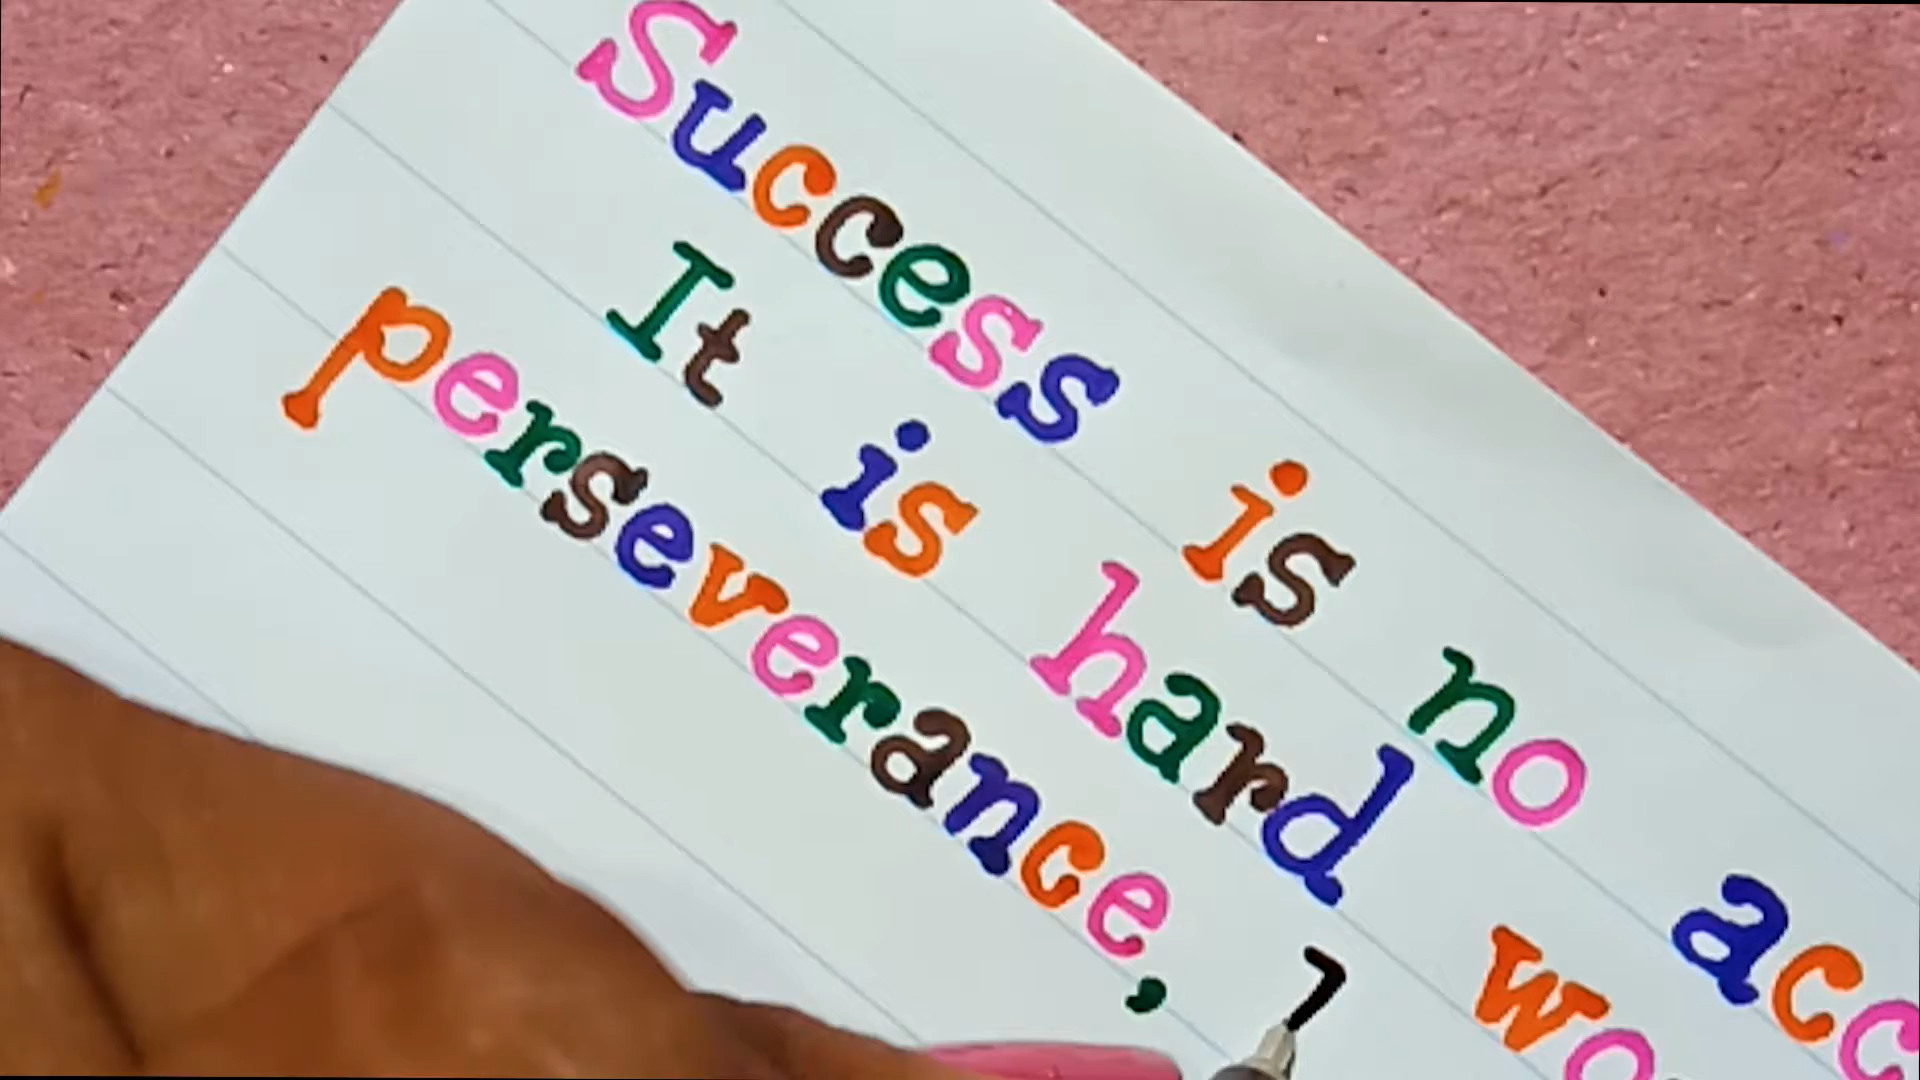 Success is no acc
It is hard wo
perseverance,